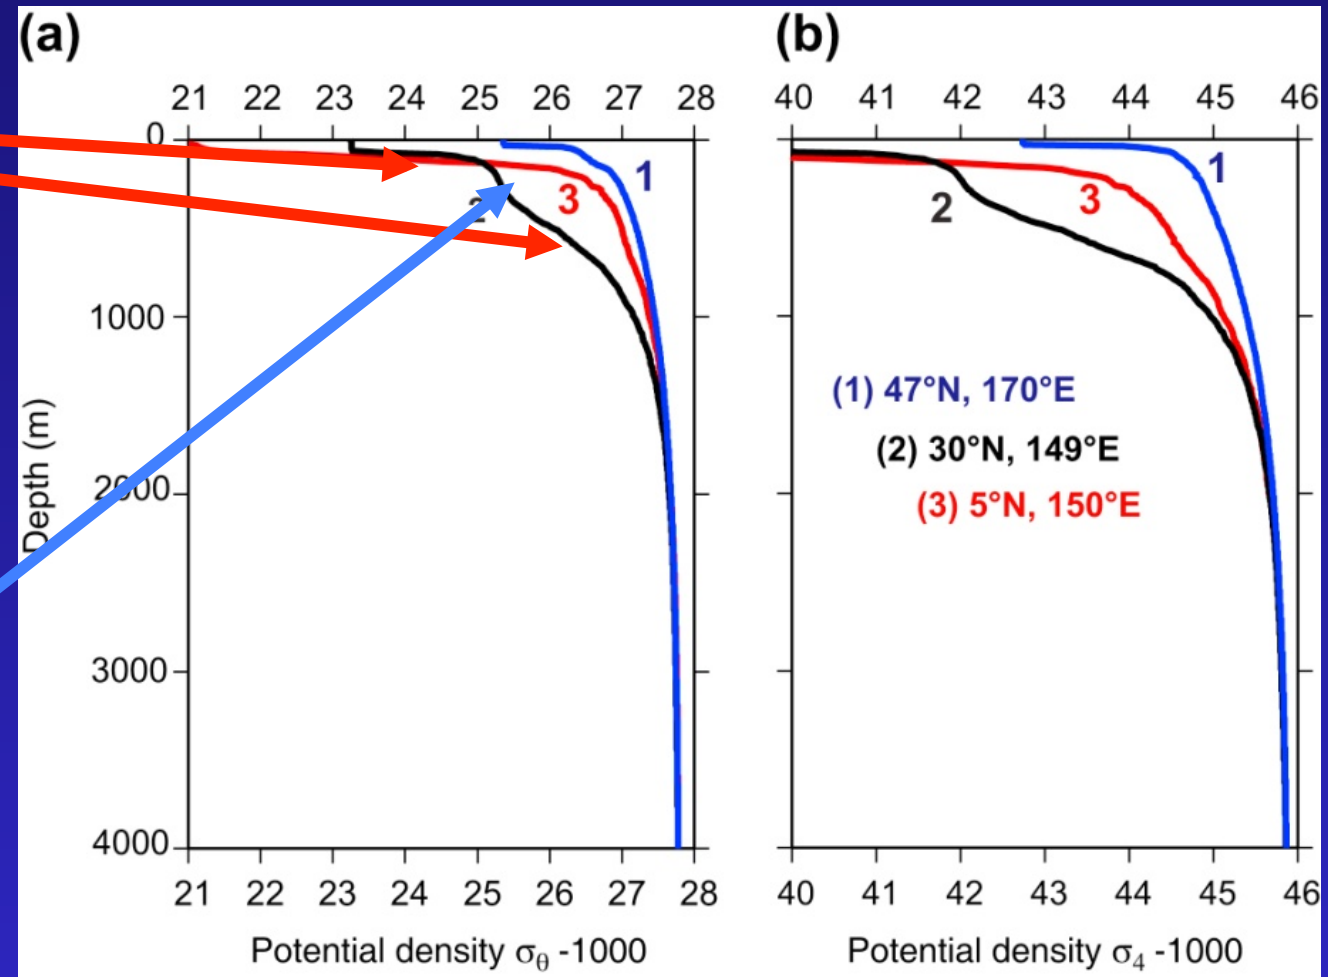 (a)
21 22 23 24 25 26 27 28
0
1000
2000
3000
4000
Depth (m)
1
2
3
21 22 23 24 25 26 27 28
Potential density σθ -1000
(b)
40 41 42 43 44 45 46
1
2
3
(1) 47°N, 170°E
(2) 30°N, 149°E
(3) 5°N, 150°E
40 41 42 43 44 45 46
Potential density σ4 -1000